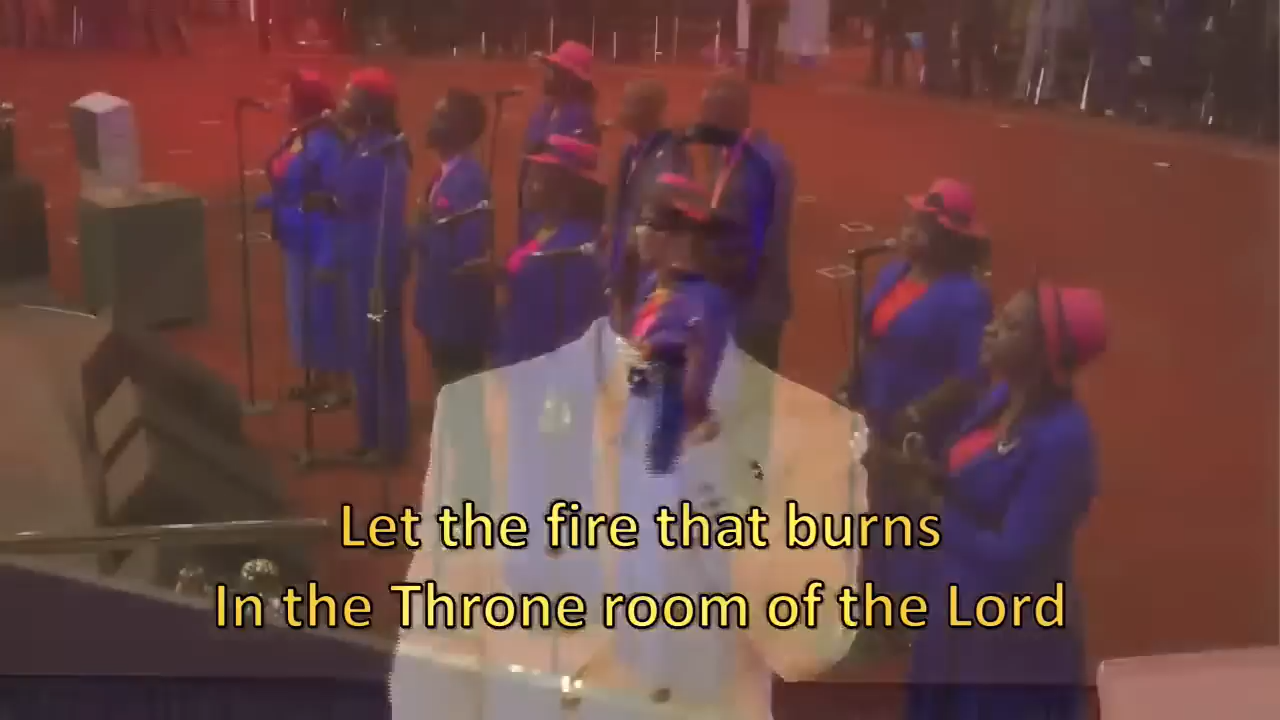 Let the fire that burns
In the Throne room of the Lord